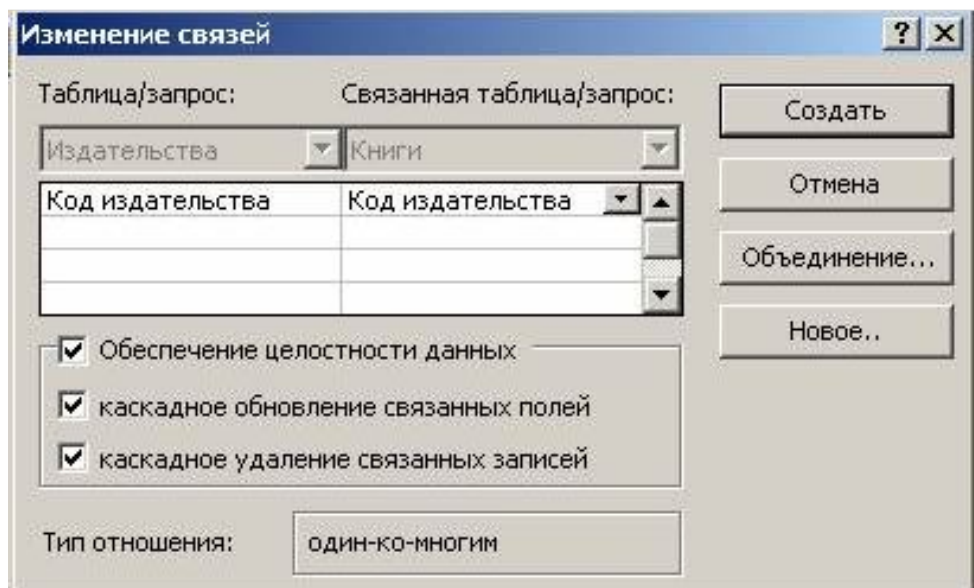 Изменение связей
Таблица/запрос: Связанная таблица/запрос:
Издательства Книги
Код издательства Код издательства
Создать
Отмена
Объединение...
Новое..
Обеспечение целостности данных
каскадное обновление связанных полей
каскадное удаление связанных записей
Тип отношения: один-ко-многим